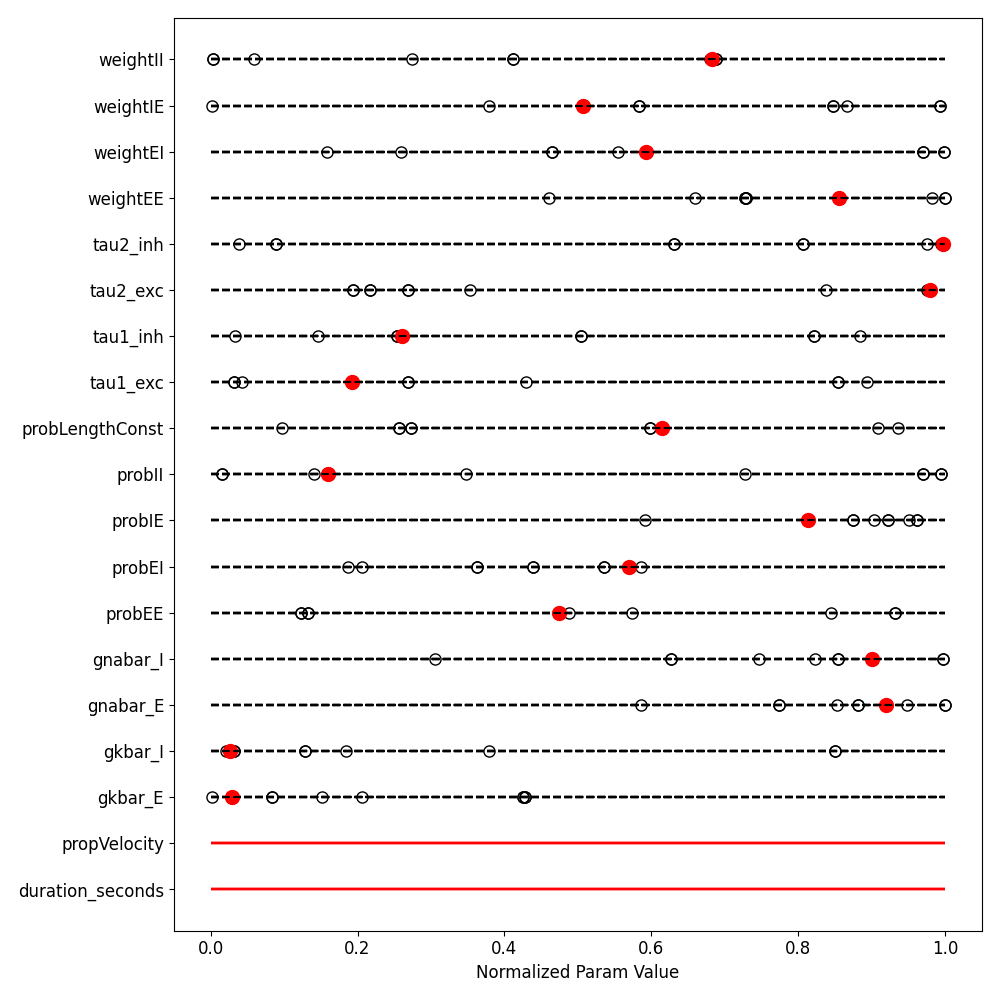 weightII
weightIE
weightEI
weightEE
tau2_inh
tau2_exc
tau1_inh
tau1_exc
probLengthConst
probII
probIE
probEI
probEE
gnabar_I
gnabar_E
gkbar_I
gkbar_E
propVelocity
duration_seconds
0.0 0.2 0.4 0.6 0.8 1.0
Normalized Param Value